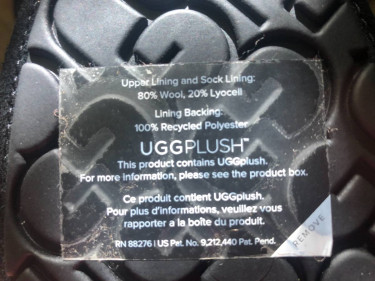 Upper Lining and Sock Lining:
80% Wool, 20% Lyocell
Lining Backing:
100% Recycled Polyester
UGGPLUSH™
This product contains UGGplush.
For more information, please see the product box.
Ce produit contient UGGplush.
Pour plus d'informations, veuillez vous
rapporter a la boîte du produit.
RN 88276 | US Pat. No. 9,212,440 Pat. Pend.
REMOVE